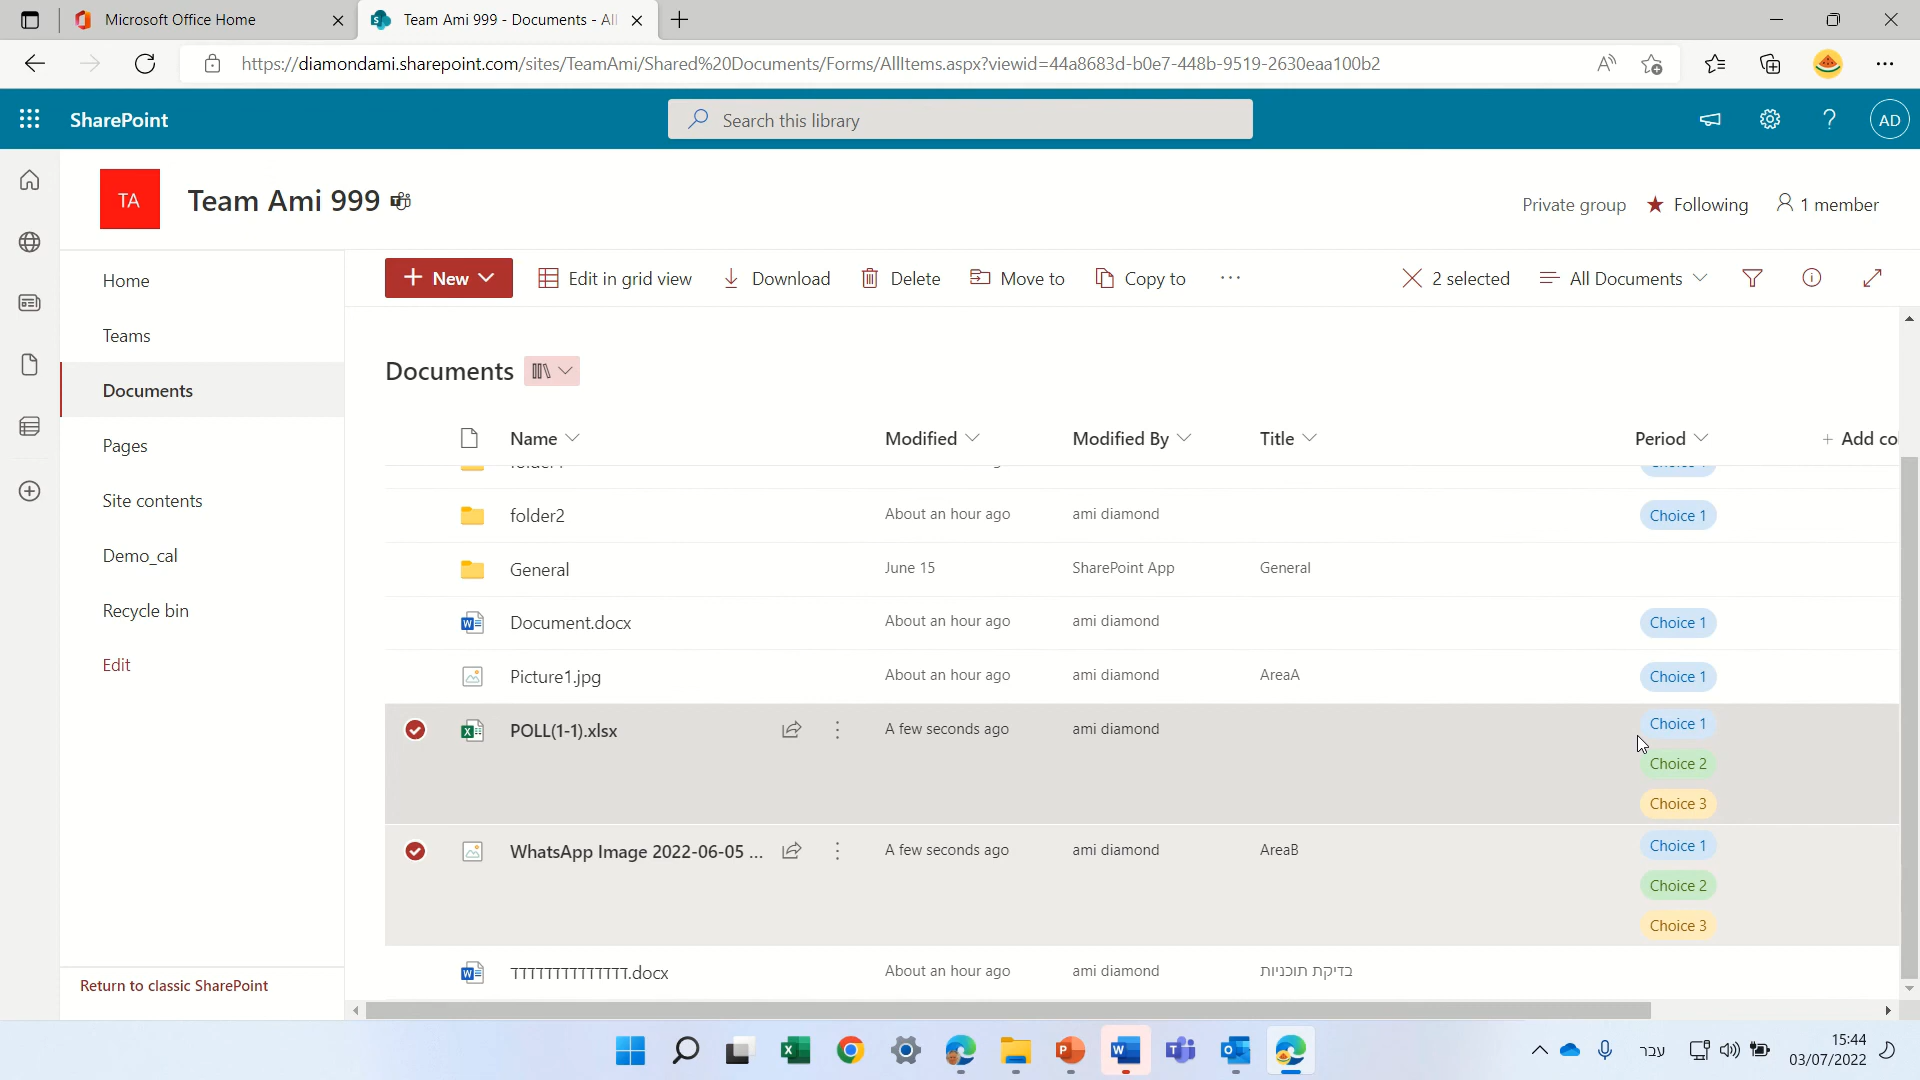 Microsoft Office Home
Team Ami 999 - Documents - All
https://diamondami.sharepoint.com/sites/TeamAmi/Shared%20Documents/Forms/AllItems.aspx?viewid=44a8683d-b0e7-448b-9519-2630eaa100b2
SharePoint
Search this library
AD
TA
Team Ami 999
Private group
Following
1 member
Home
Teams
Documents
Pages
Site contents
Demo_cal
Recycle bin
Edit
Return to classic SharePoint
New
Edit in grid view
Download
Delete
Move to
Copy to
2 selected
All Documents
Documents
Name Modified Modified By Title Period + Add co
folder2 About an hour ago ami diamond Choice 1
General June 15 SharePoint App General
Document.docx About an hour ago ami diamond Choice 1
Picture1.jpg About an hour ago ami diamond AreaA Choice 1
POLL(1-1).xlsx A few seconds ago ami diamond Choice 1
Choice 2
Choice 3
WhatsApp Image 2022-06-05 ... A few seconds ago ami diamond AreaB Choice 1
Choice 2
Choice 3
About an hour ago ami diamond בדיקת תוכניות
עבר
15:44
03/07/2022